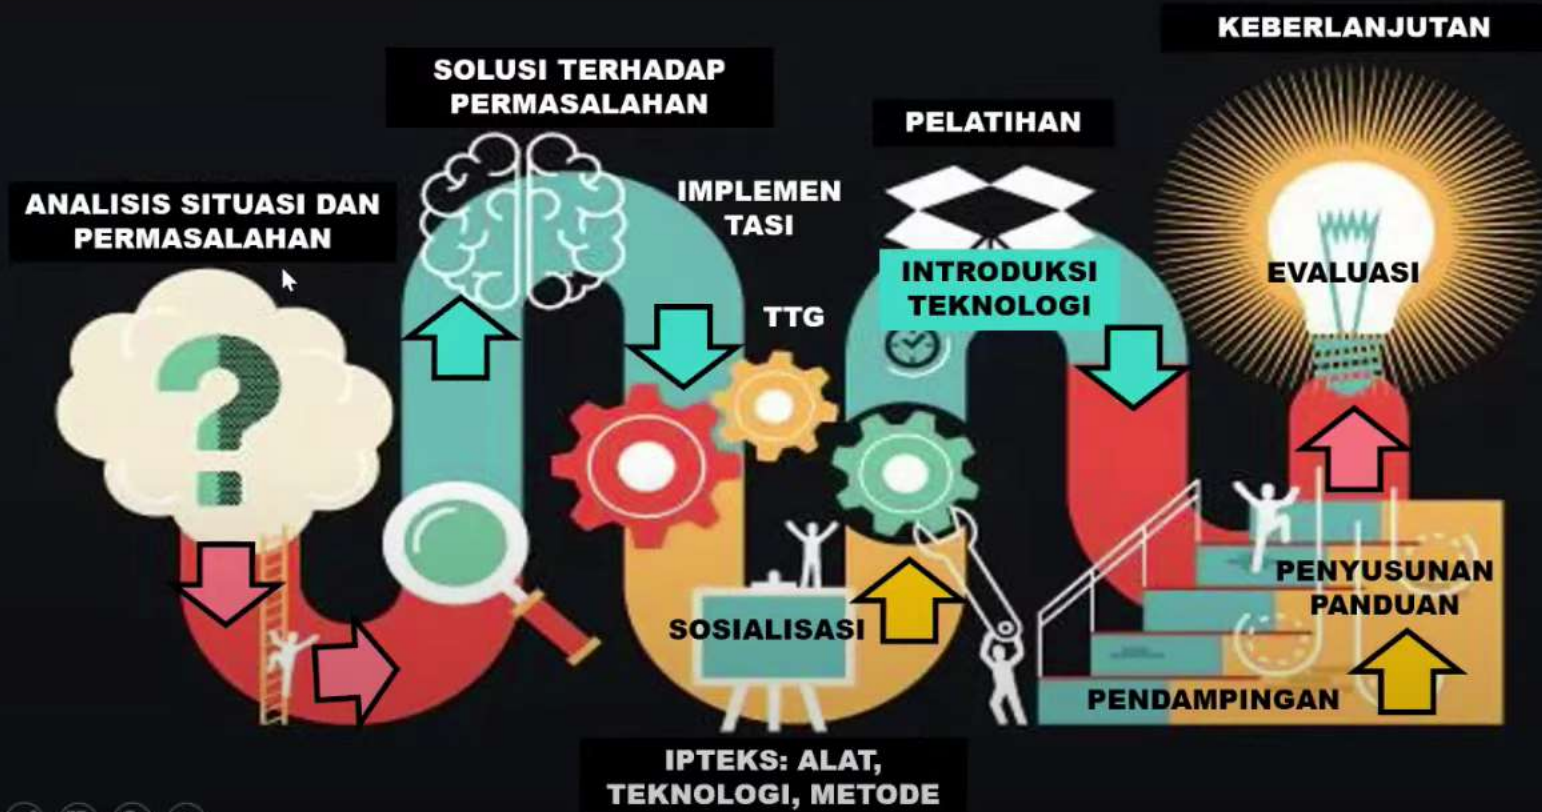 KEBERLANJUTAN
SOLUSI TERHADAP
PERMASALAHAN
PELATIHAN
ANALISIS SITUASI DAN
PERMASALAHAN
IMPLEMEN
TASI
INTRODUKSI
TEKNOLOGI
EVALUASI
TTG
SOSIALISASI
PENYUSUNAN
PANDUAN
PENDAMPINGAN
IPTEKS: ALAT,
TEKNOLOGI, METODE